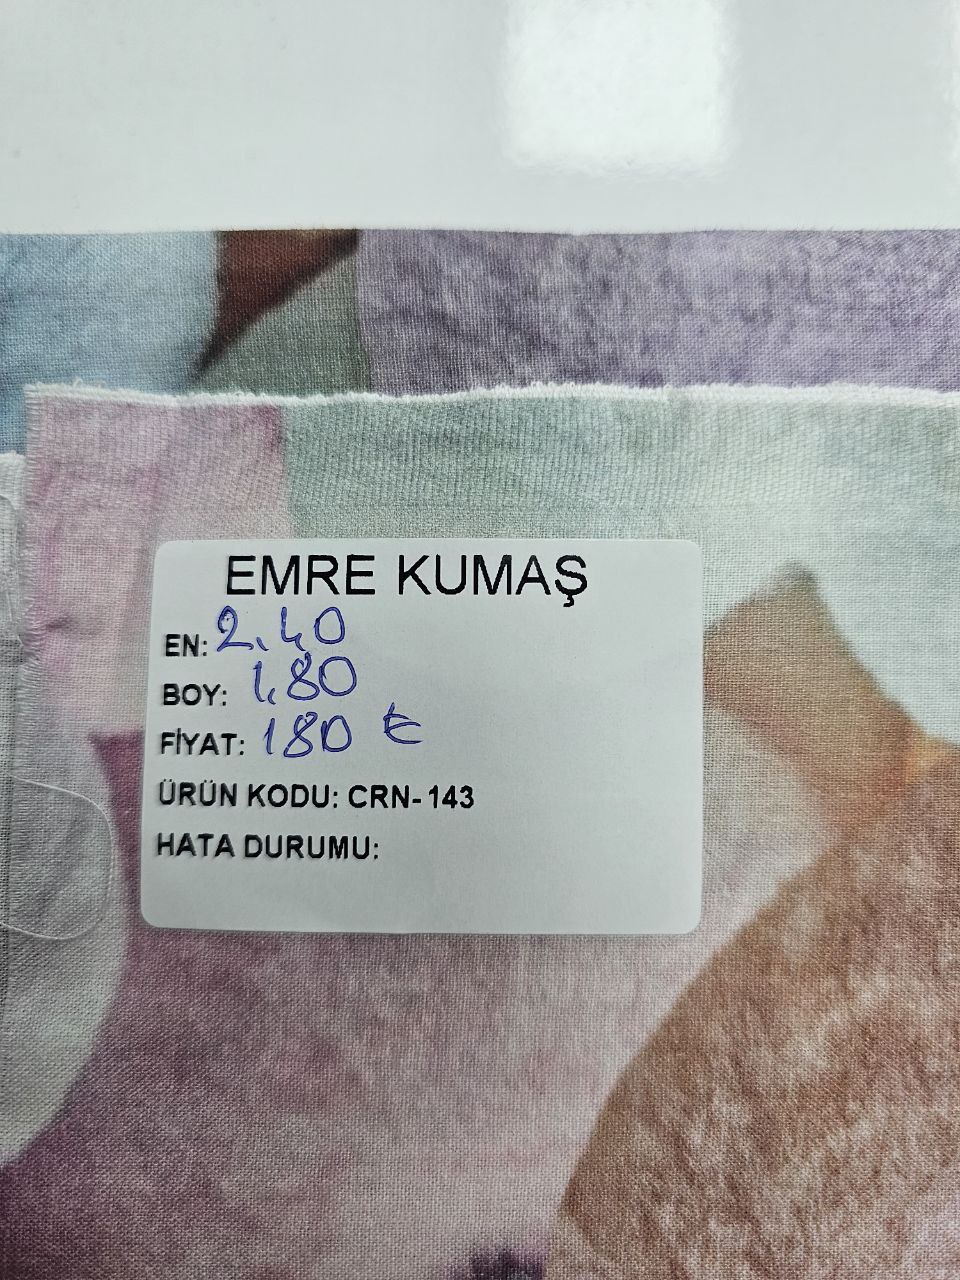 EMRE KUMAŞ
EN: 2.40
BOY: 1.80
FİYAT: 180 ₺
ÜRÜN KODU: CRN-143
HATA DURUMU: